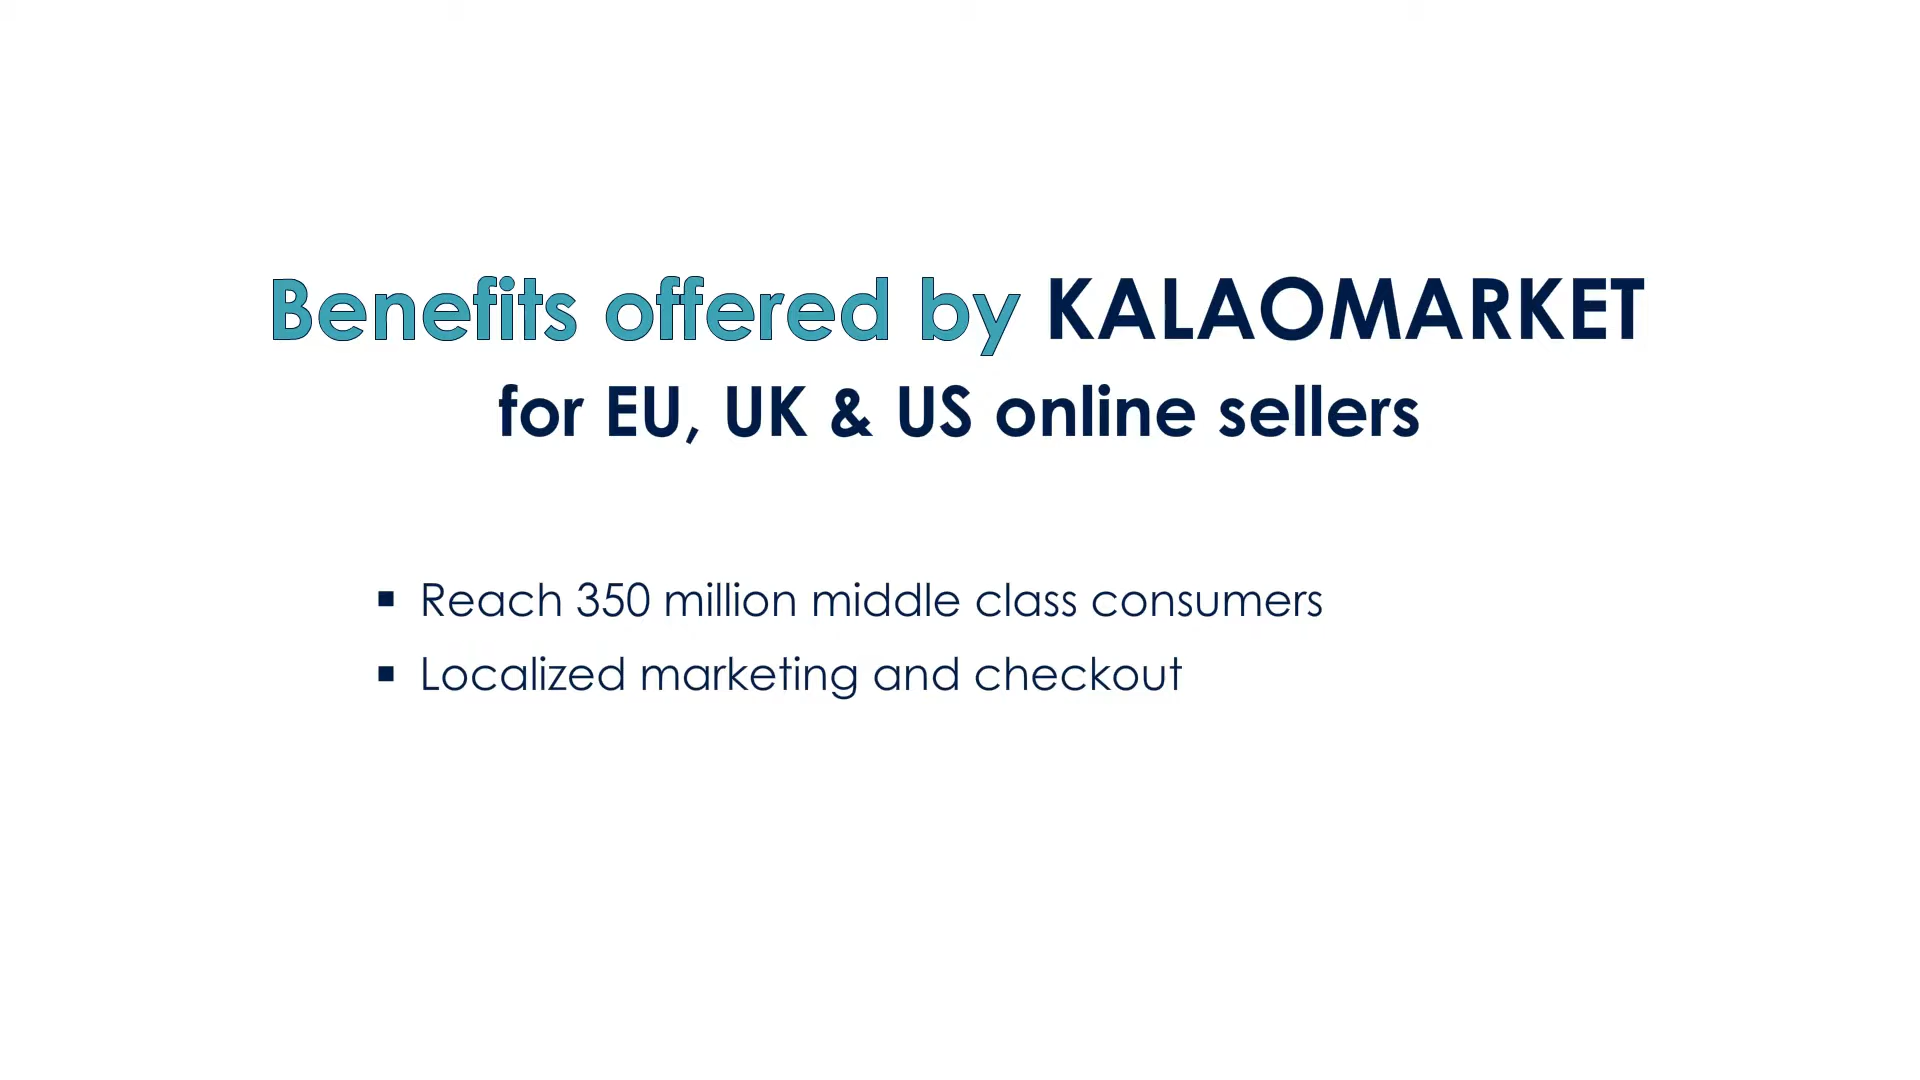 Benefits offered by KALAOMARKET
for EU, UK & US online sellers
▪ Reach 350 million middle class consumers
▪ Localized marketing and checkout